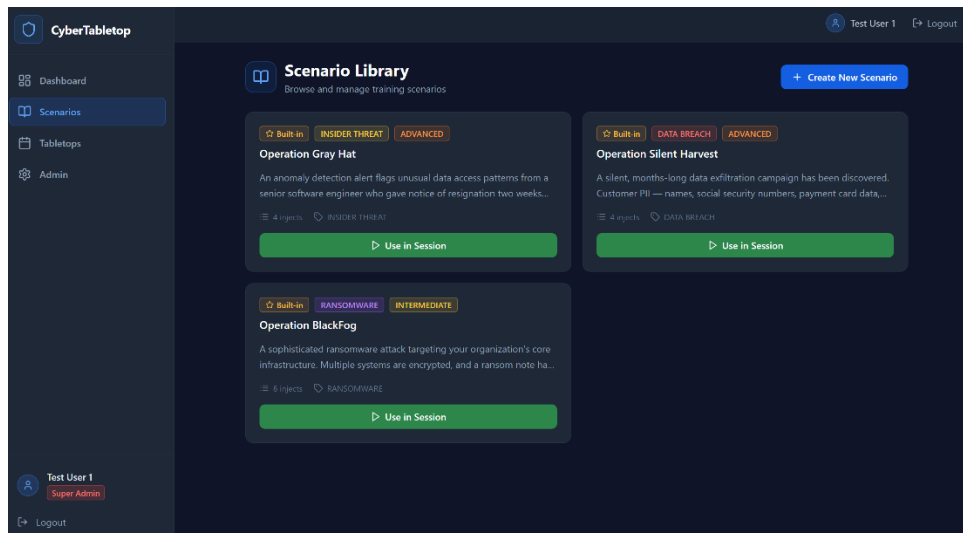 CyberTabletop
Test User 1
Logout
Dashboard
Scenarios
Tabletops
Admin
Scenario Library
Browse and manage training scenarios
+ Create New Scenario
Built-in INSIDER THREAT ADVANCED
Operation Gray Hat
An anomaly detection alert flags unusual data access patterns from a
senior software engineer who gave notice of resignation two weeks...
4 injects INSIDER THREAT
Use in Session
Built-in DATA BREACH ADVANCED
Operation Silent Harvest
A silent, months-long data exfiltration campaign has been discovered.
Customer PII — names, social security numbers, payment card data,...
4 injects DATA BREACH
Use in Session
Built-in RANSOMWARE INTERMEDIATE
Operation BlackFog
A sophisticated ransomware attack targeting your organization's core
infrastructure. Multiple systems are encrypted, and a ransom note ha...
injects RANSOMWARE
Use in Session
Test User 1
Super Admin
Logout